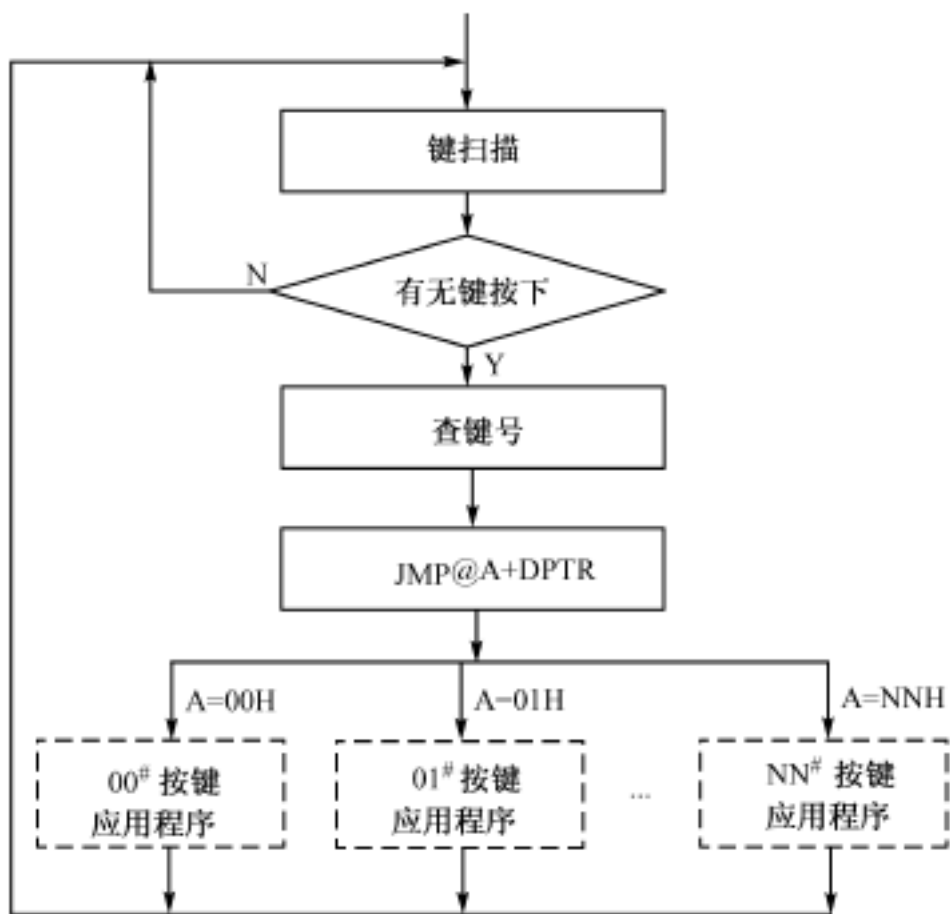 键扫描
有无键按下
N
Y
查键号
JMP@A+DPTR
A=00H
A=01H
A=NNH
00# 按键
应用程序
01# 按键
应用程序
...
NN# 按键
应用程序